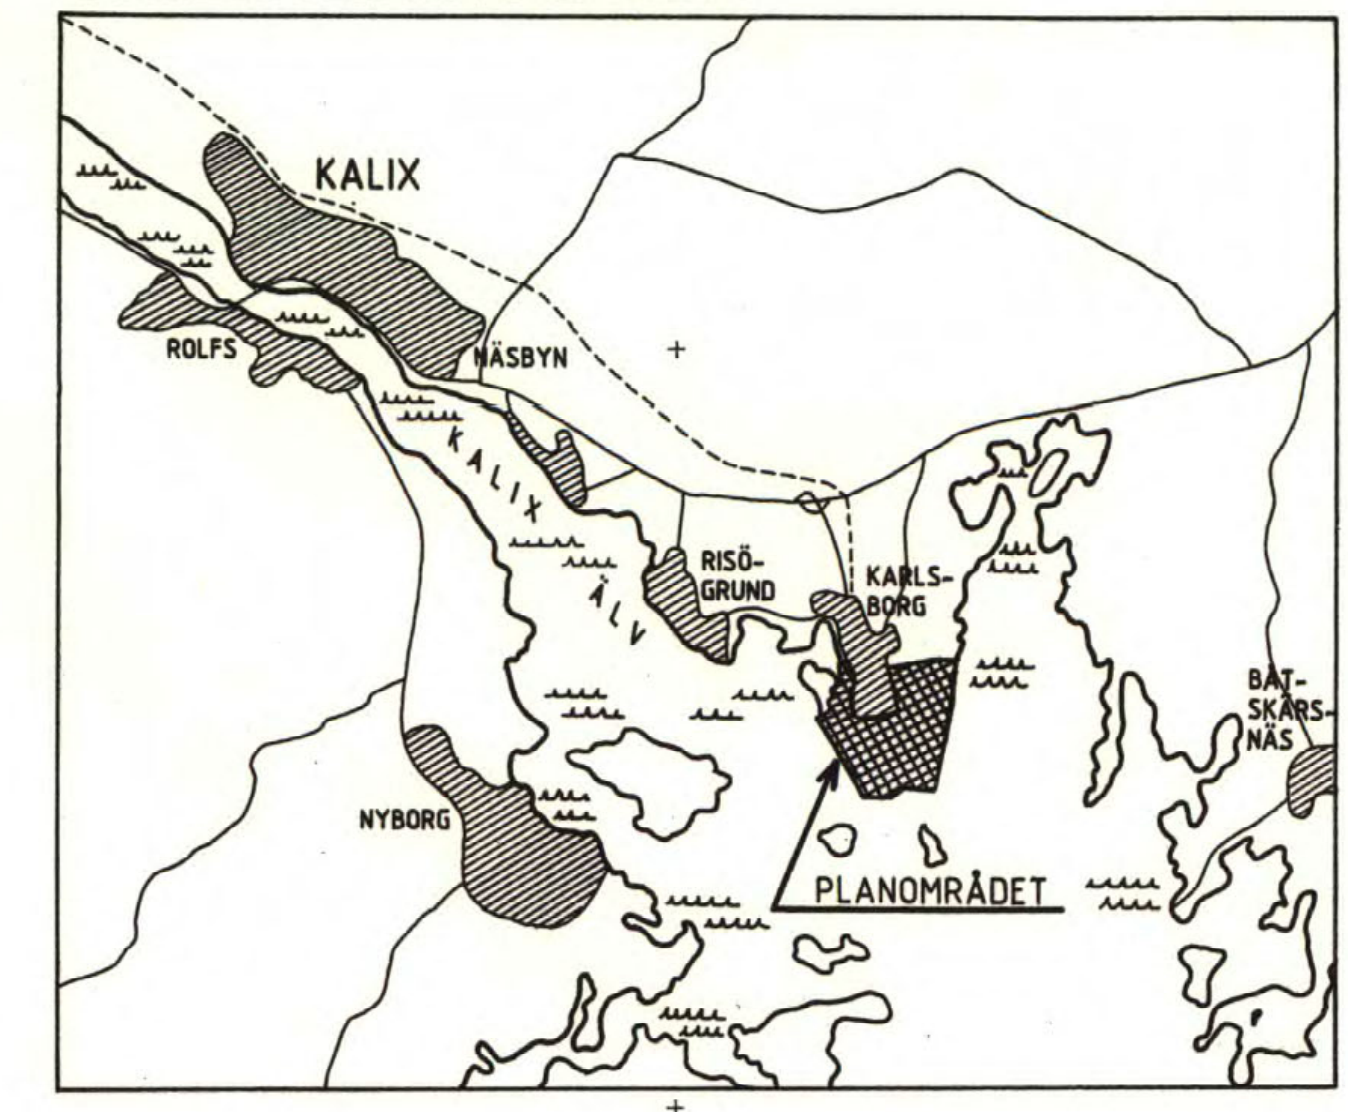 KALIX
ROLFS
NÄSBYN
KALIX
ÄLV
RISÖ-
GRUND
KARLS-
BORG
BÅT-
SKÄRS-
NÄS
NYBORG
PLANOMRÅDET